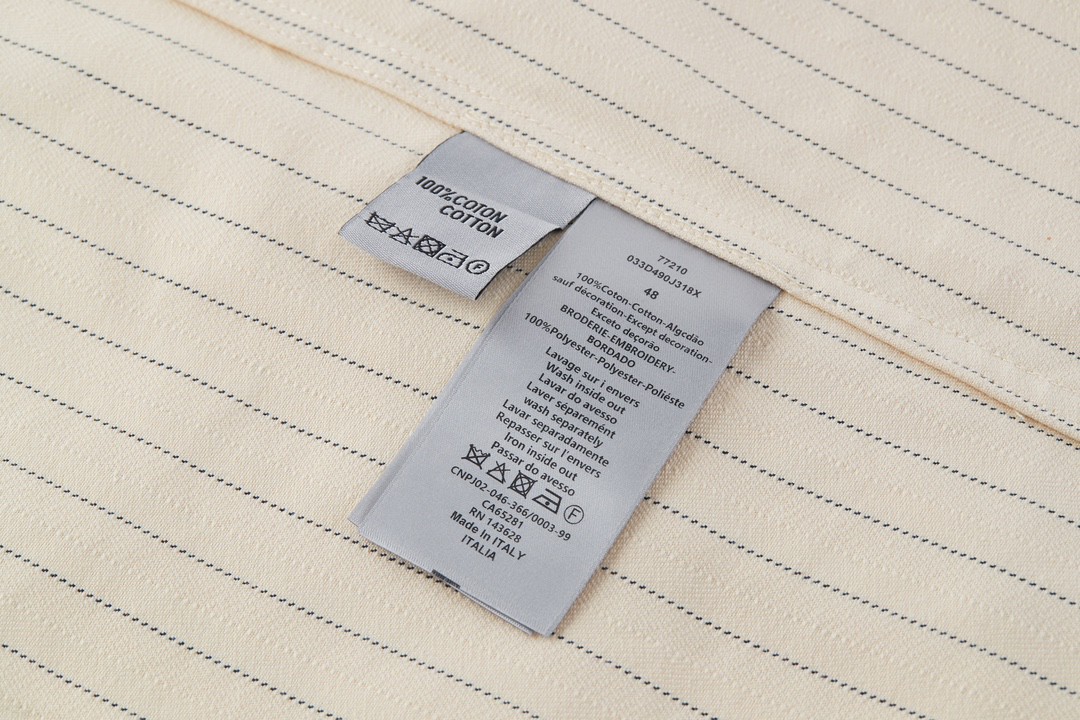 100%COTON
COTTON
F
77210
033D490J318X
48
100%Coton-Cotton-Algcdão
sauf décoration-Except decoration-
Exceto deçorão
BRODERIE-EMBROIDERY-
BORDADO
100%Polyester-Polyester-Poliéste
Lavage sur i envers
Wash inside out
Lavar do avesso
Laver séparemént
wash separately
Lavar separadamente
Repasser sur l'envers
Iron inside out
Passar do avesso
F
CNPJ02-046-366/0003-99
CA65281
RN 143628
Made In ITALY
ITALIA